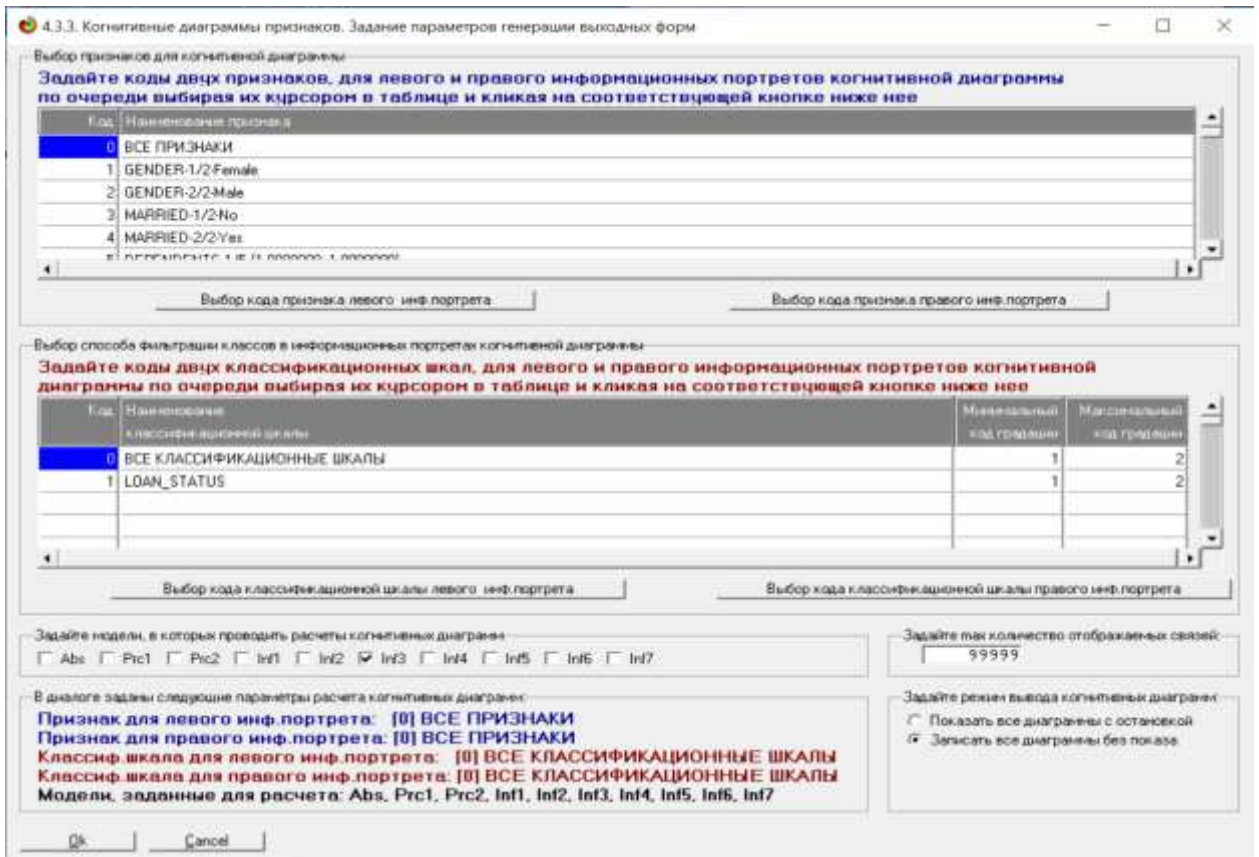 4.3.3. Когнитивные диаграммы признаков. Задание параметров генерации выходных форм
Выбор признаков для когнитивной диаграммы
Задайте коды двух признаков, для левого и правого информационных портретов когнитивной диаграммы
по очереди выбирая их курсором в таблице и кликая на соответствующей кнопке ниже нее
Код Наименование признака
0 ВСЕ ПРИЗНАКИ
1 GENDER-1/2-Female
2 GENDER-2/2-Male
3 MARRIED-1/2-No
4 MARRIED-2/2-Yes
5 DEPENDENTS-1/5
Выбор кода признака левого инф.портрета Выбор кода признака правого инф.портрета
Выбор способа фильтрации классов в информационных портретах когнитивной диаграммы
Задайте коды двух классификационных шкал, для левого и правого информационных портретов когнитивной
диаграммы по очереди выбирая их курсором в таблице и кликая на соответствующей кнопке ниже нее
Код Наименование Минимальный Максимальный
классификационной шкалы код градации код градации
0 ВСЕ КЛАССИФИКАЦИОННЫЕ ШКАЛЫ 1 2
1 LOAN_STATUS 1 2
Выбор кода классификационной шкалы левого инф.портрета Выбор кода классификационной шкалы правого инф.портрета
Задайте модели, в которых проводить расчеты когнитивных диаграмм Задайте max количество отображаемых связей:
Abs Prc1 Prc2 Inf1 Inf2 Inf3 Inf4 Inf5 Inf6 Inf7 99999
В диалоге заданы следующие параметры расчета когнитивных диаграмм:
Признак для левого инф.портрета: [0] ВСЕ ПРИЗНАКИ
Признак для правого инф.портрета: [0] ВСЕ ПРИЗНАКИ
Классиф.шкала для левого инф.портрета: [0] ВСЕ КЛАССИФИКАЦИОННЫЕ ШКАЛЫ
Классиф.шкала для правого инф.портрета: [0] ВСЕ КЛАССИФИКАЦИОННЫЕ ШКАЛЫ
Модели, заданные для расчета: Abs, Prc1, Prc2, Inf1, Inf2, Inf3, Inf4, Inf5, Inf6, Inf7
Задайте режим вывода когнитивных диаграмм:
Показать все диаграммы с остановкой
Записать все диаграммы без показа
Ok Cancel